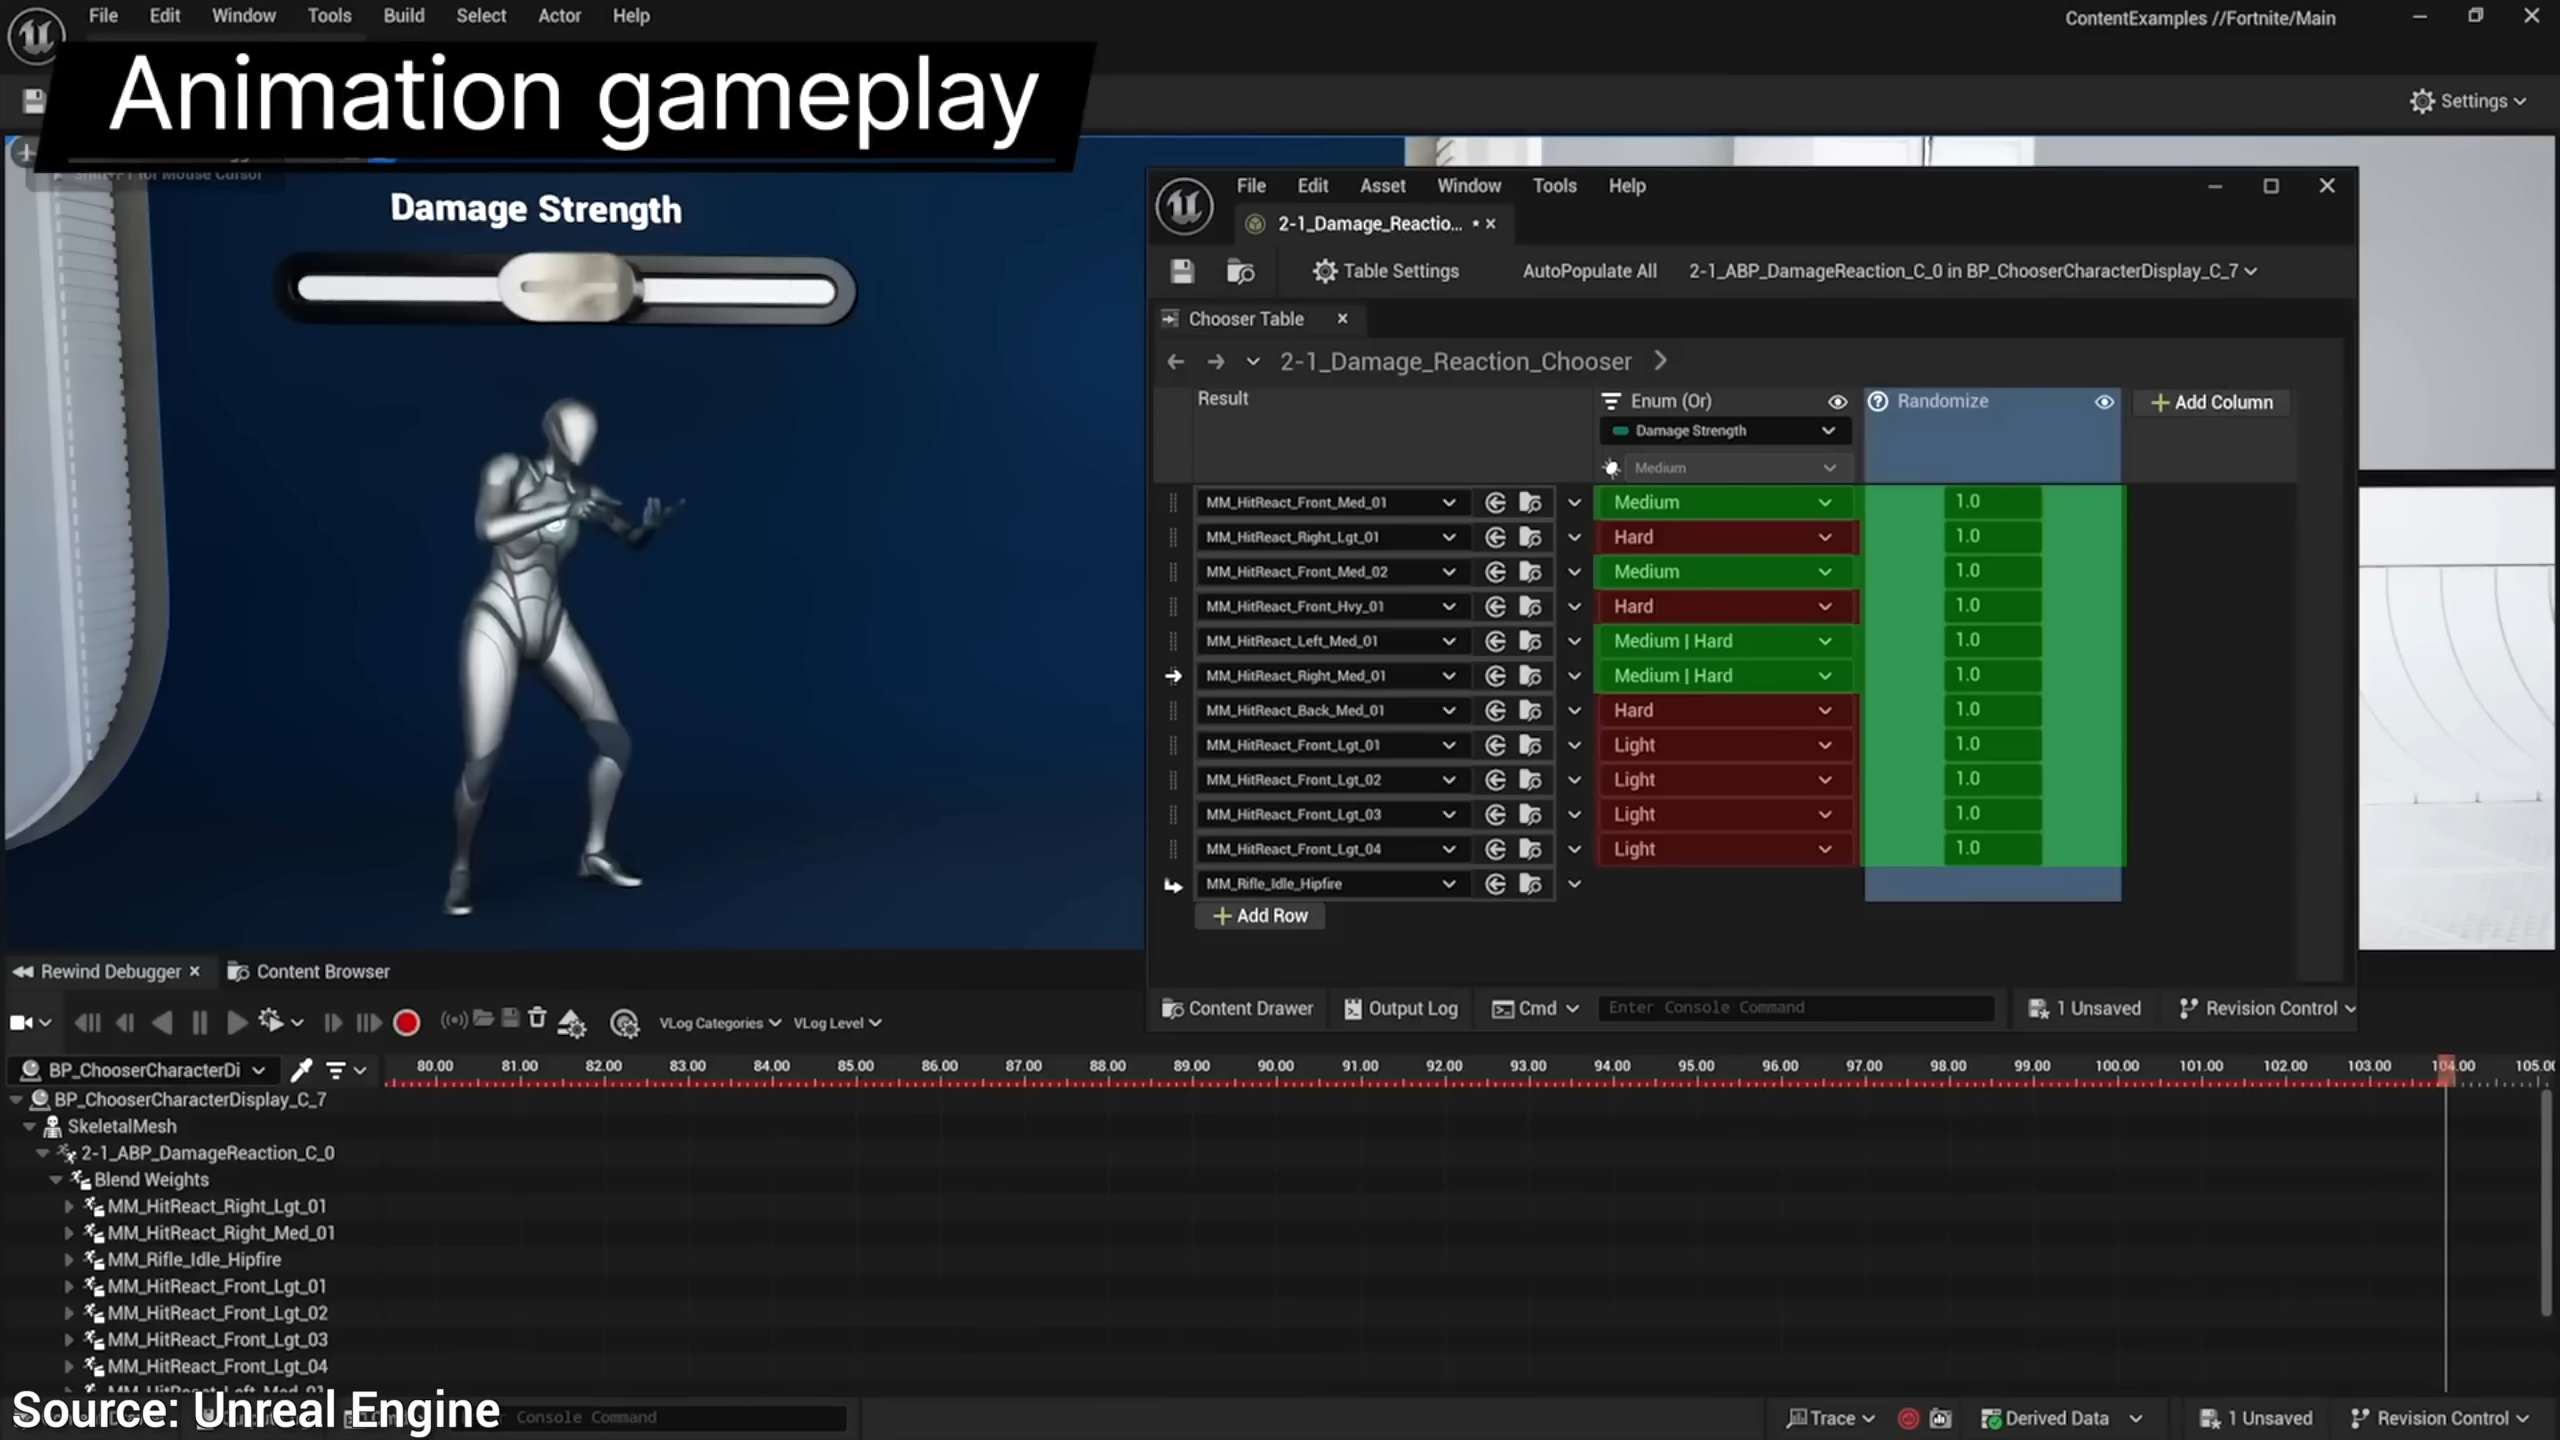 File Edit Window Tools Build Select Actor Help
ContentExamples //Fortnite/Main
Animation gameplay
Settings
Damage Strength
File Edit Asset Window Tools Help
2-1_Damage_Reactio... •
Table Settings AutoPopulate All 2-1_ABP_DamageReaction_C_0 in BP_ChooserCharacterDisplay_C_7
Chooser Table
2-1_Damage_Reaction_Chooser
Result Enum (Or) Randomize + Add Column
Damage Strength
Medium
MM_HitReact_Front_Med_01 Medium 1.0
MM_HitReact_Right_Lgt_01 Hard 1.0
MM_HitReact_Front_Med_02 Medium 1.0
MM_HitReact_Front_Hvy_01 Hard 1.0
MM_HitReact_Left_Med_01 Medium | Hard 1.0
MM_HitReact_Right_Med_01 Medium | Hard 1.0
MM_HitReact_Back_Med_01 Hard 1.0
MM_HitReact_Front_Lgt_01 Light 1.0
MM_HitReact_Front_Lgt_02 Light 1.0
MM_HitReact_Front_Lgt_03 Light 1.0
MM_HitReact_Front_Lgt_04 Light 1.0
MM_Rifle_Idle_Hipfire
+ Add Row
Content Drawer Output Log Cmd Enter Console Command 1 Unsaved Revision Control
Rewind Debugger Content Browser
VLog Categories VLog Level
BP_ChooserCharacterDi 80.00 81.00 82.00 83.00 84.00 85.00 86.00 87.00 88.00 89.00 90.00 91.00 92.00 93.00 94.00 95.00 96.00 97.00 98.00 99.00 100.00 101.00 102.00 103.00 104.00
BP_ChooserCharacterDisplay_C_7
SkeletalMesh
2-1_ABP_DamageReaction_C_0
Blend Weights
MM_HitReact_Right_Lgt_01
MM_HitReact_Right_Med_01
MM_Rifle_Idle_Hipfire
MM_HitReact_Front_Lgt_01
MM_HitReact_Front_Lgt_02
MM_HitReact_Front_Lgt_03
MM_HitReact_Front_Lgt_04
Source: Unreal Engine
Console Command Trace Derived Data 1 Unsaved Revision Control